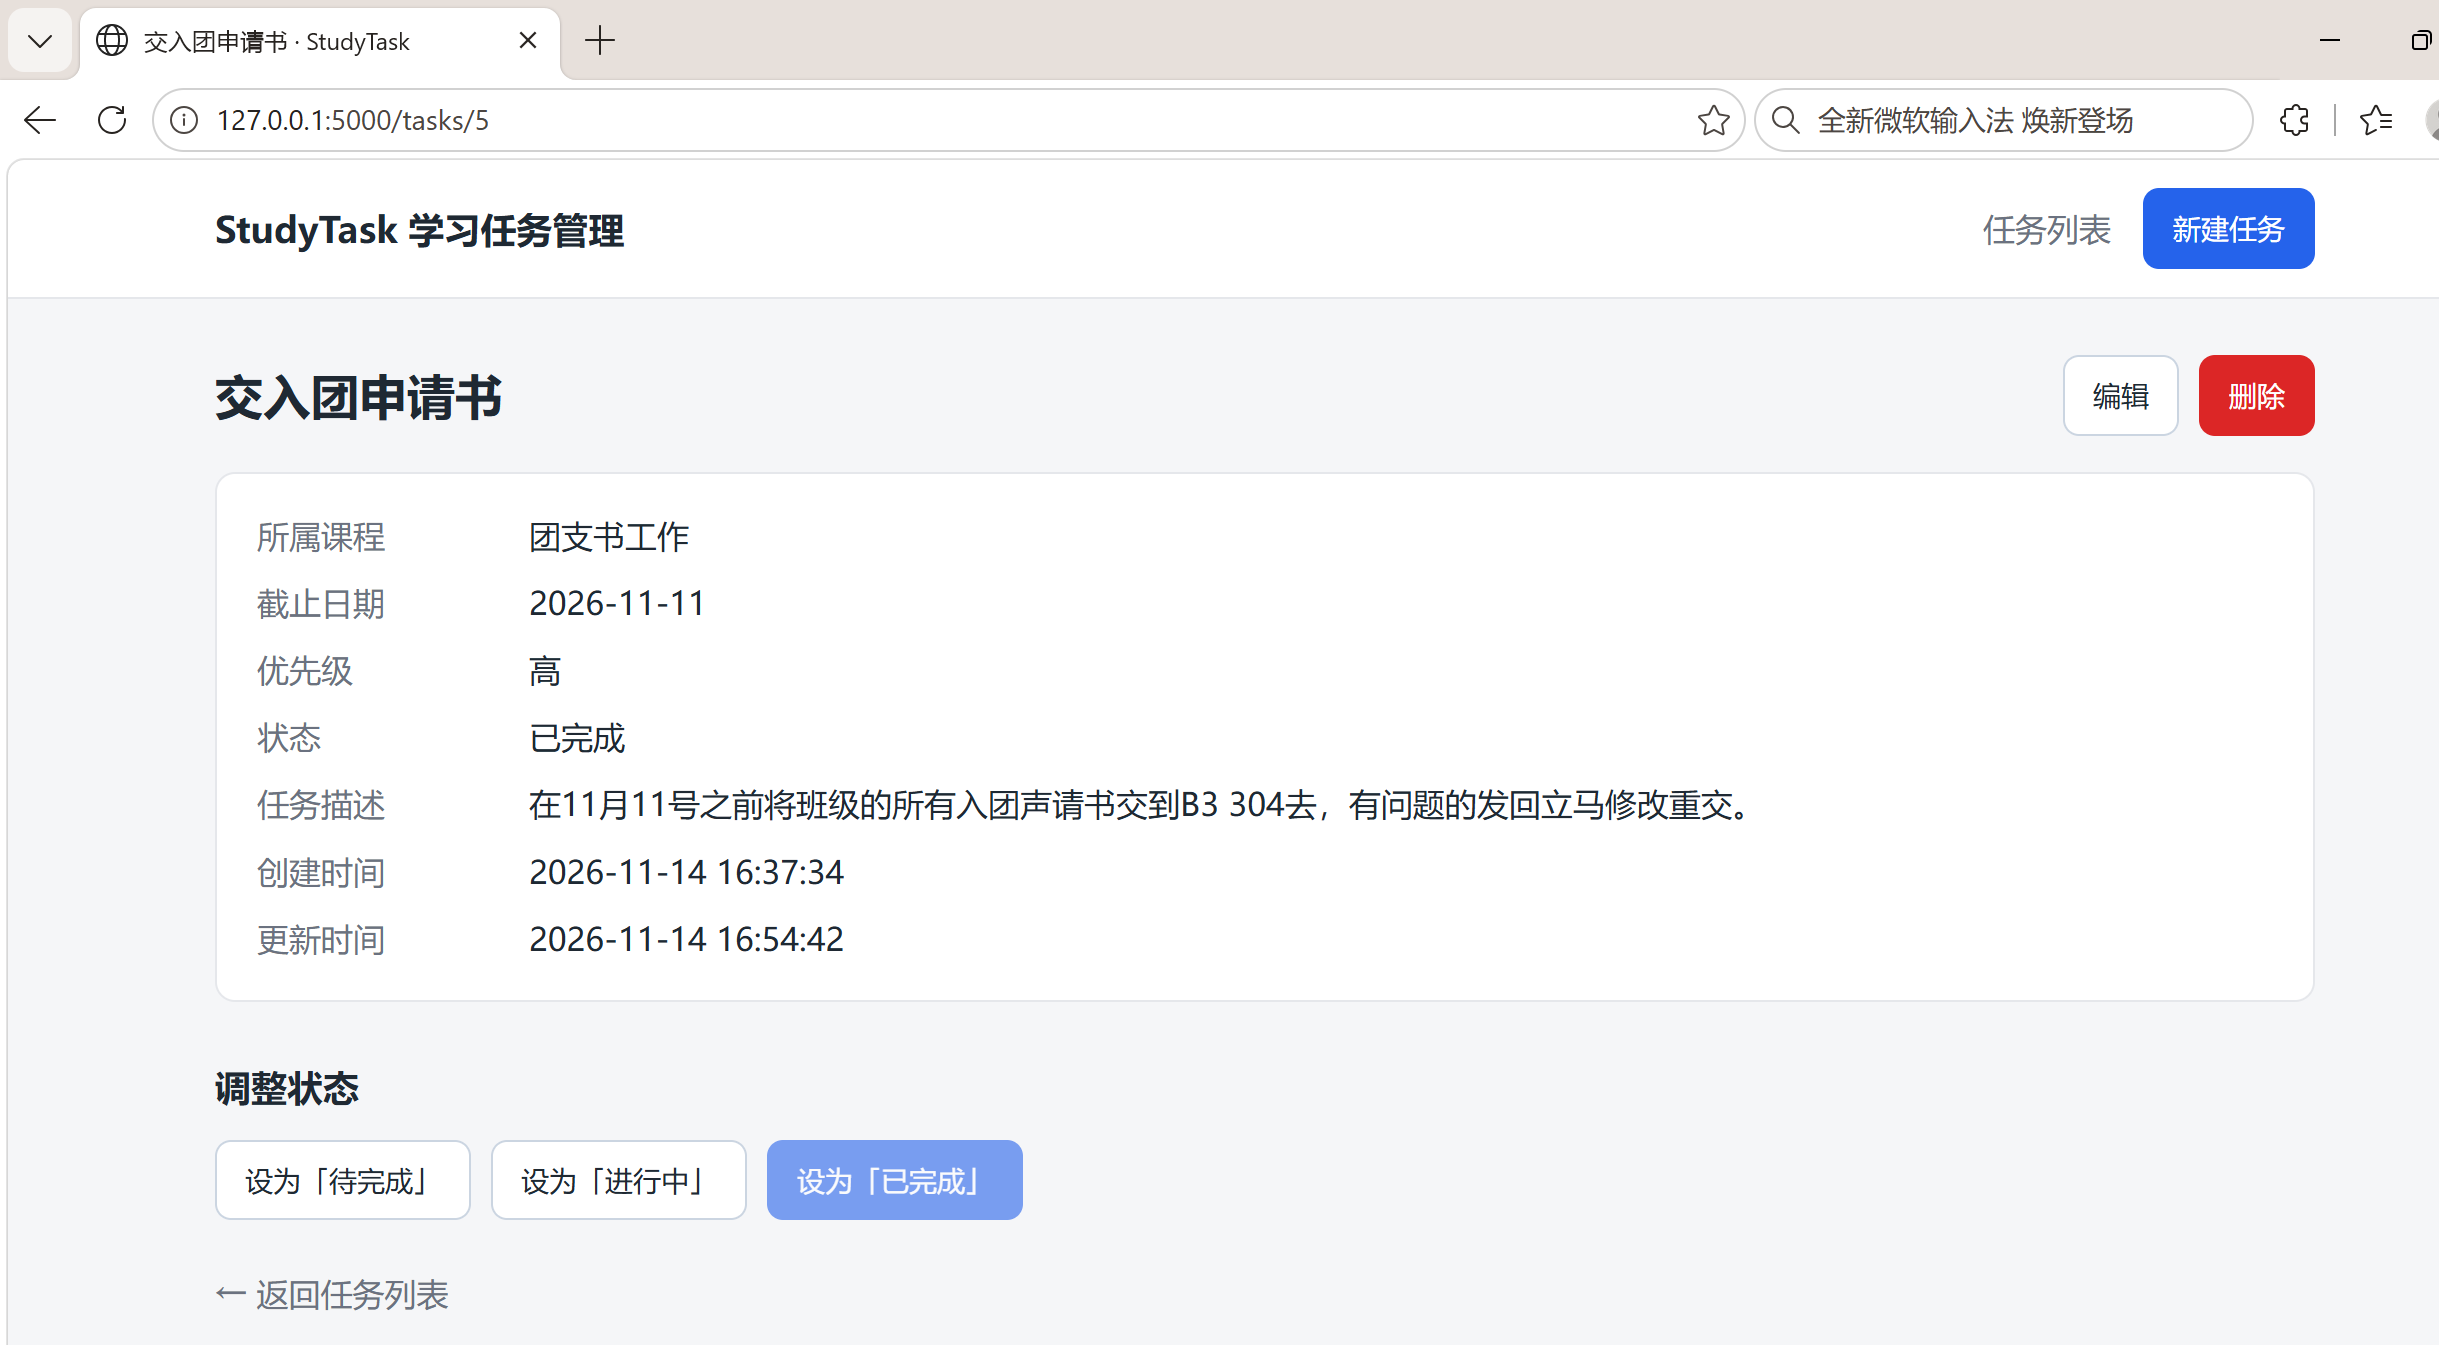 交入团申请书 · StudyTask
127.0.0.1:5000/tasks/5
全新微软输入法 焕新登场
StudyTask 学习任务管理
任务列表
新建任务
交入团申请书
编辑
删除
所属课程 团支书工作
截止日期 2026-11-11
优先级 高
状态 已完成
任务描述 在11月11号之前将班级的所有入团声请书交到B3 304去，有问题的发回立马修改重交。
创建时间 2026-11-14 16:37:34
更新时间 2026-11-14 16:54:42
调整状态
设为「待完成」
设为「进行中」
设为「已完成」
← 返回任务列表